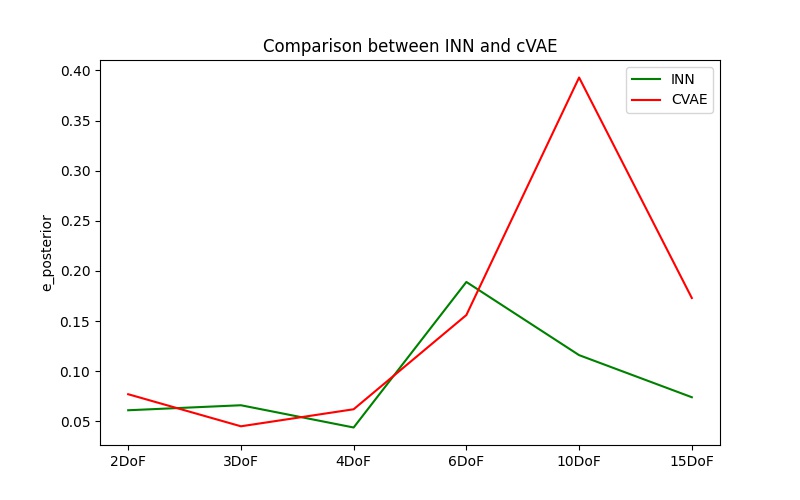 Comparison between INN and cVAE
INN
CVAE
e_posterior
0.40
0.35
0.30
0.25
0.20
0.15
0.10
0.05
2DoF 3DoF 4DoF 6DoF 10DoF 15DoF